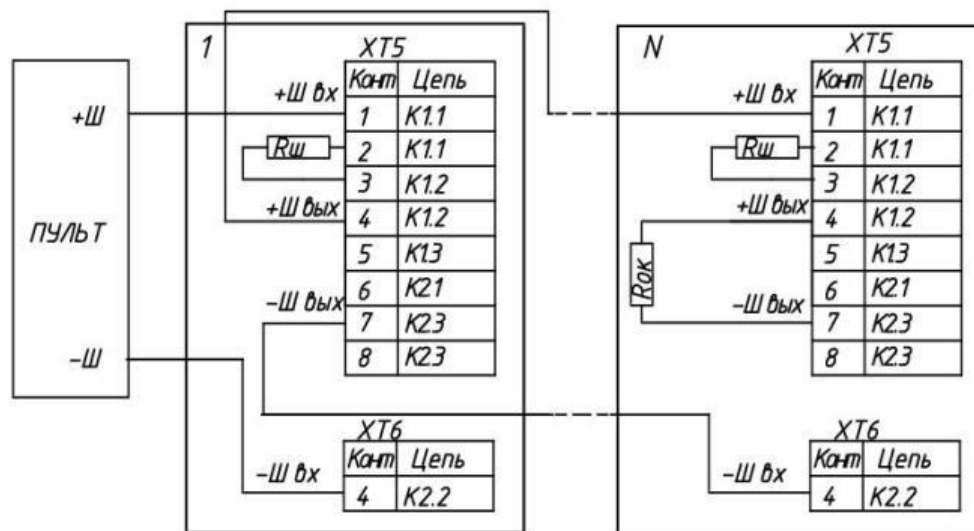 1
XT5
Конт Цепь
+Ш вх
+Ш
1 К1.1
2 К1.1
Rш
3 К1.2
+Ш вых
4 К1.2
ПУЛЬТ
5 К1.3
6 К2.1
-Ш вых
7 К2.3
-Ш
8 К2.3
XT6
Конт Цепь
-Ш вх
4 К2.2
N
XT5
Конт Цепь
+Ш вх
1 К1.1
2 К1.1
Rш
3 К1.2
+Ш вых
4 К1.2
5 К1.3
Rок
6 К2.1
-Ш вых
7 К2.3
8 К2.3
XT6
Конт Цепь
-Ш вх
4 К2.2